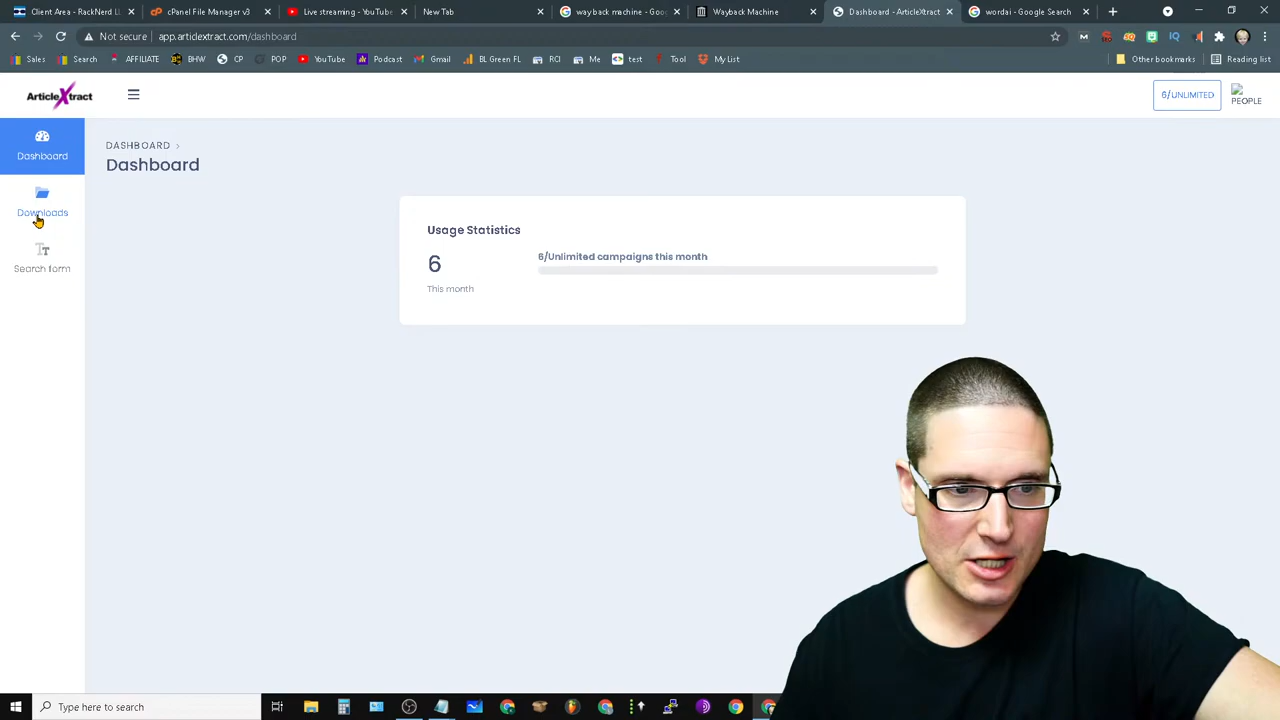 Client Area - RackNerd L
cPanel File Manager v3
Live streaming - YouTube
New Tab
way back machine - Goo
Wayback Machine
Dashboard - ArticleExtract
wordai - Google Search
Not secure | app.articlextract.com/dashboard
Sales
Search
AFFILIATE
BHW
CP
POP
YouTube
Podcast
Gmail
BL Green FL
RCI
Me
test
Tool
My List
Other bookmarks
Reading list
ArticleXtract
6/UNLIMITED
PEOPLE
Dashboard
DASHBOARD ›
Dashboard
Downloads
Search form
Usage Statistics
6
This month
6/Unlimited campaigns this month
Type here to search